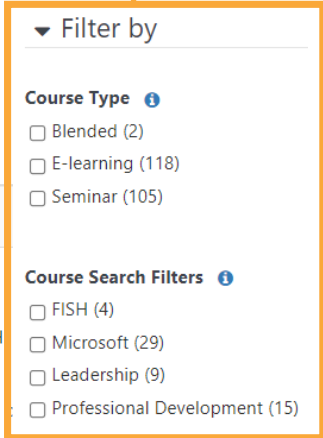 Filter by
Course Type
Blended (2)
E-learning (118)
Seminar (105)
Course Search Filters
FISH (4)
Microsoft (29)
Leadership (9)
Professional Development (15)